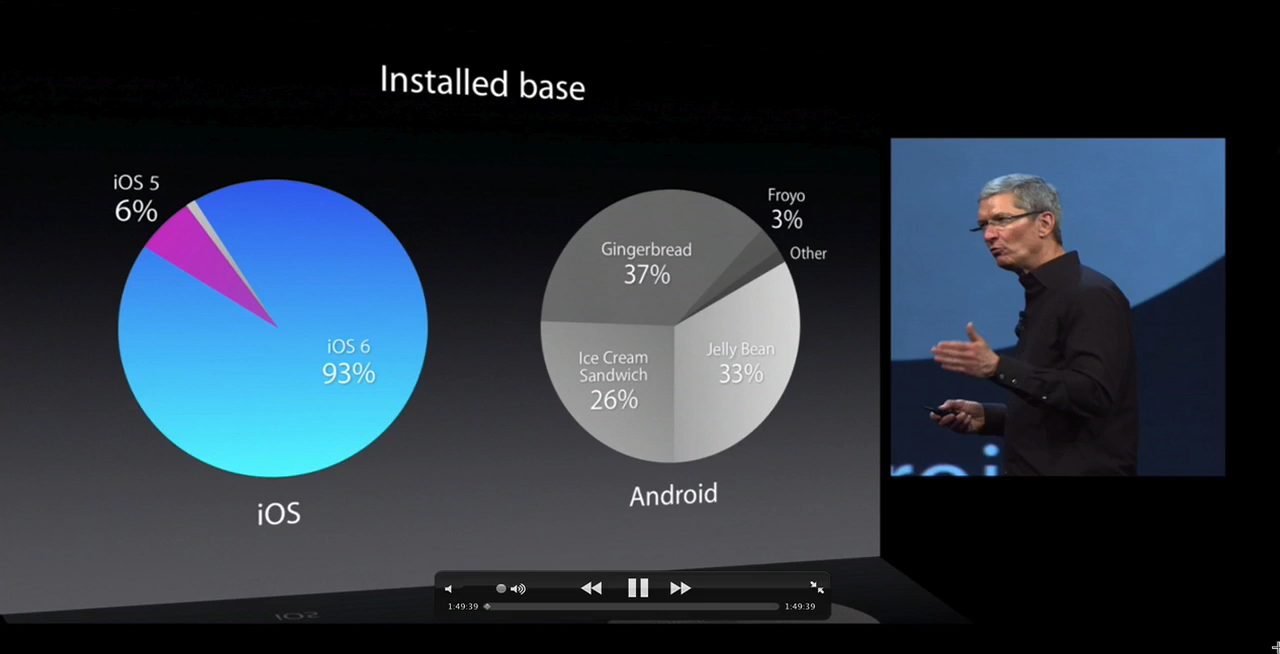 Installed base
iOS 5
6%
iOS 6
93%
iOS
Froyo
3%
Other
Gingerbread
37%
Ice Cream
Sandwich
26%
Jelly Bean
33%
Android
1:49:39
1:49:39